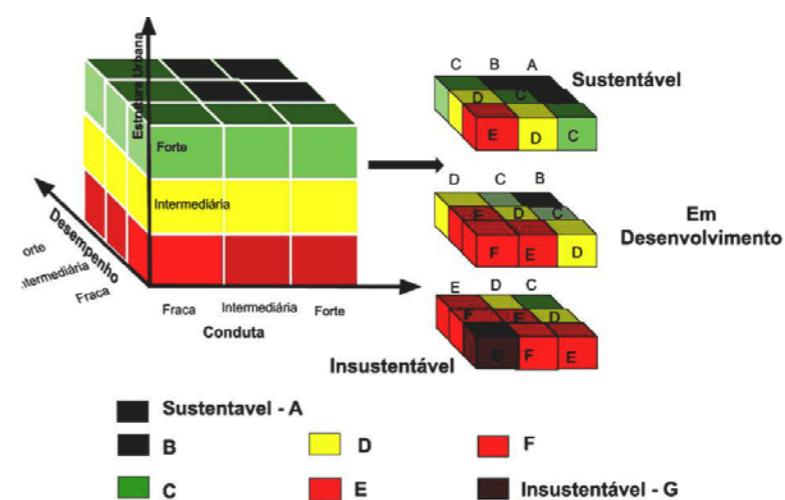 Estrutura Urbana
Forte
Intermediária
Desempenho
orte
ntermediária
Fraca
Fraca
Intermediária
Forte
Conduta
C B A
D C
E D C
Sustentável
D C B
F D C
F E D
Em
Desenvolvimento
E D C
F E D
G F E
Insustentável
Sustentavel - A
B
D
F
C
E
Insustentável - G